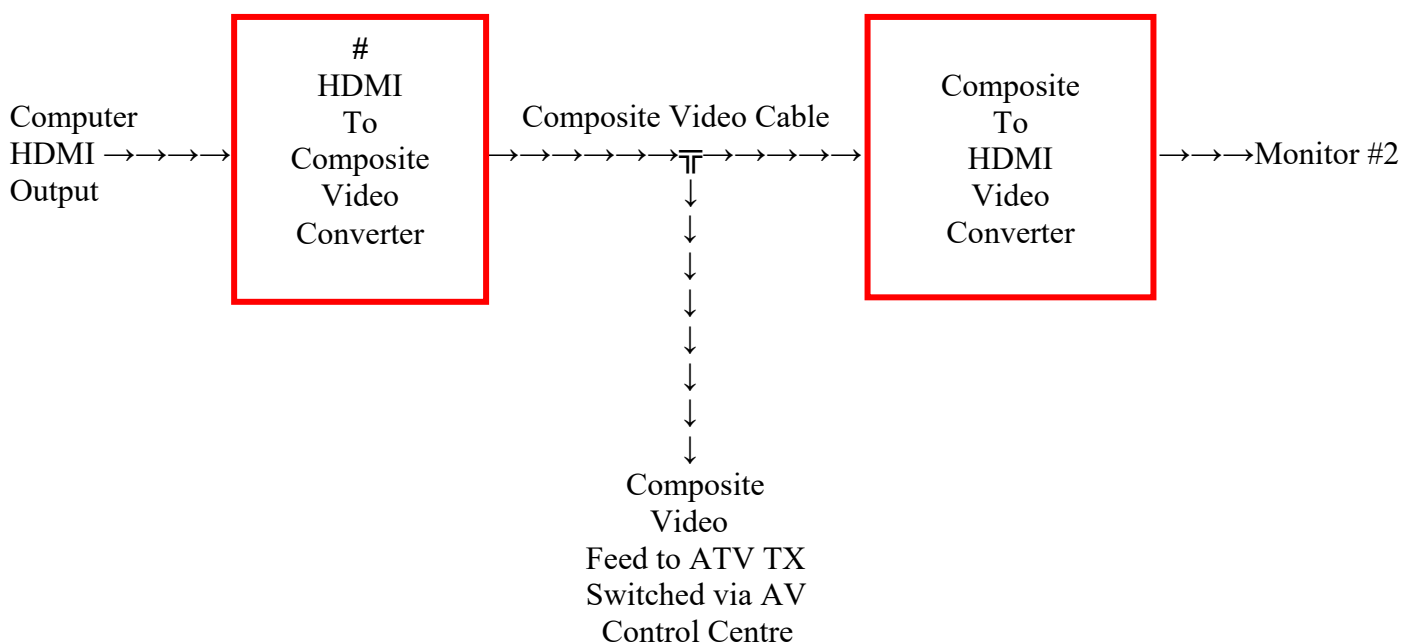 #
HDMI
To
Composite
Video
Converter
Computer
HDMI →→→→
Output
Composite Video Cable
→→→→→→→╦→→→→→→
Composite
To
HDMI
Video
Converter
→→→Monitor #2
↓
↓
↓
↓
↓
↓
↓
↓
Composite
Video
Feed to ATV TX
Switched via AV
Control Centre